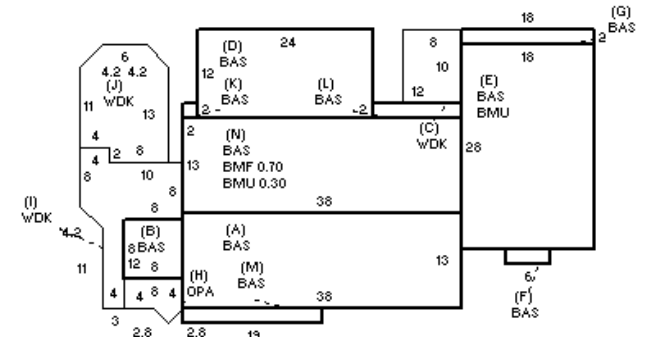 18
(G)
BAS
2
6
4.2 4.2
(J)
WDK
11
13
4
(D)
BAS
24
12
(K)
BAS
(L)
BAS
2
2
8
10
12
(C)
WDK
18
(E)
BAS
BMU
28
4
2
8
8
10
8
8
2
13
(N)
BAS
BMF 0.70
BMU 0.30
38
(I)
WDK
4.2
11
(B)
BAS
8
12
8
(A)
BAS
13
(H)
OPA
(M)
BAS
38
4
4
8
4
3
2.8
2.8
19
6
(F)
BAS